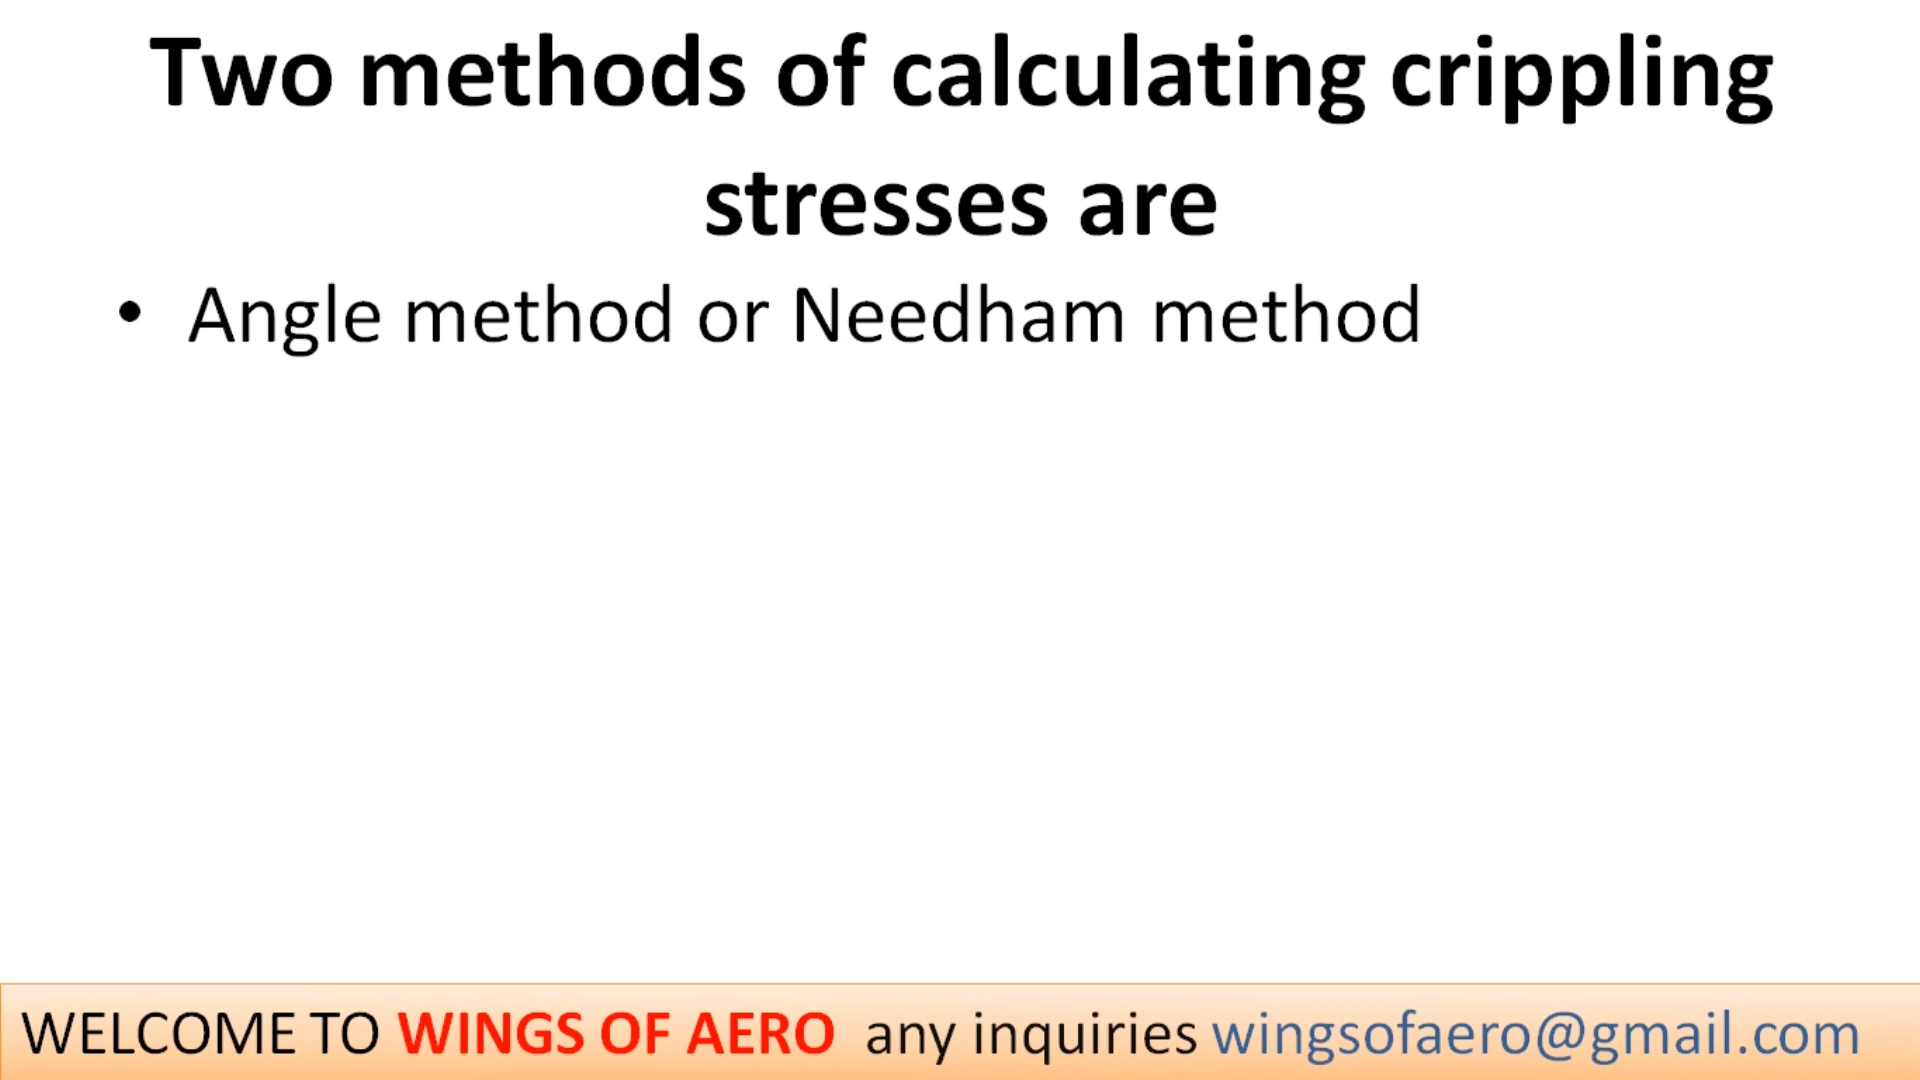 Two methods of calculating crippling
stresses are
• Angle method or Needham method
WELCOME TO WINGS OF AERO any inquiries wingsofaero@gmail.com